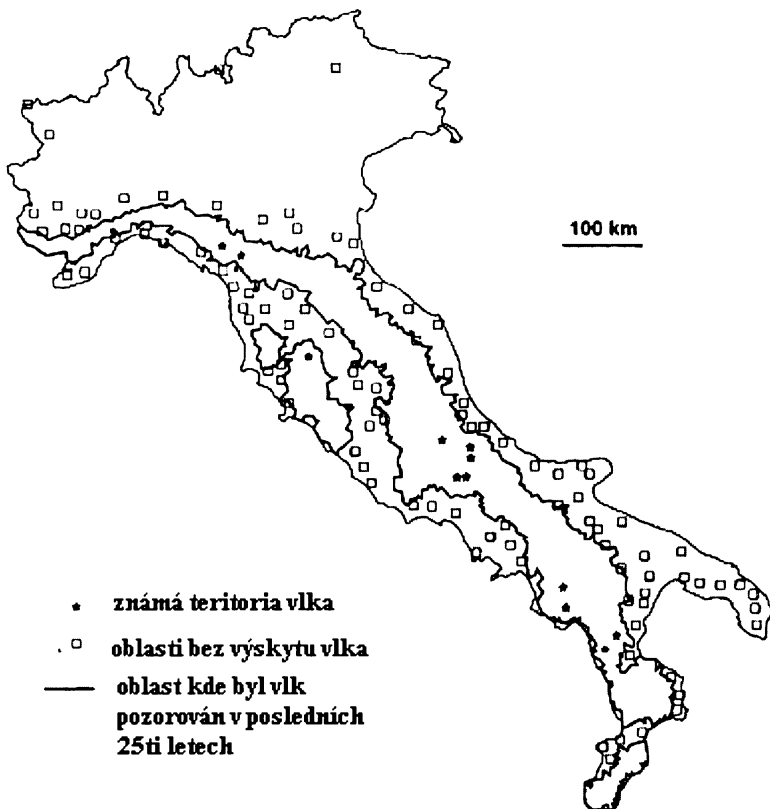 100 km
známá teritoria vlka
oblasti bez výskytu vlka
oblast kde byl vlk
pozorován v posledních
25ti letech